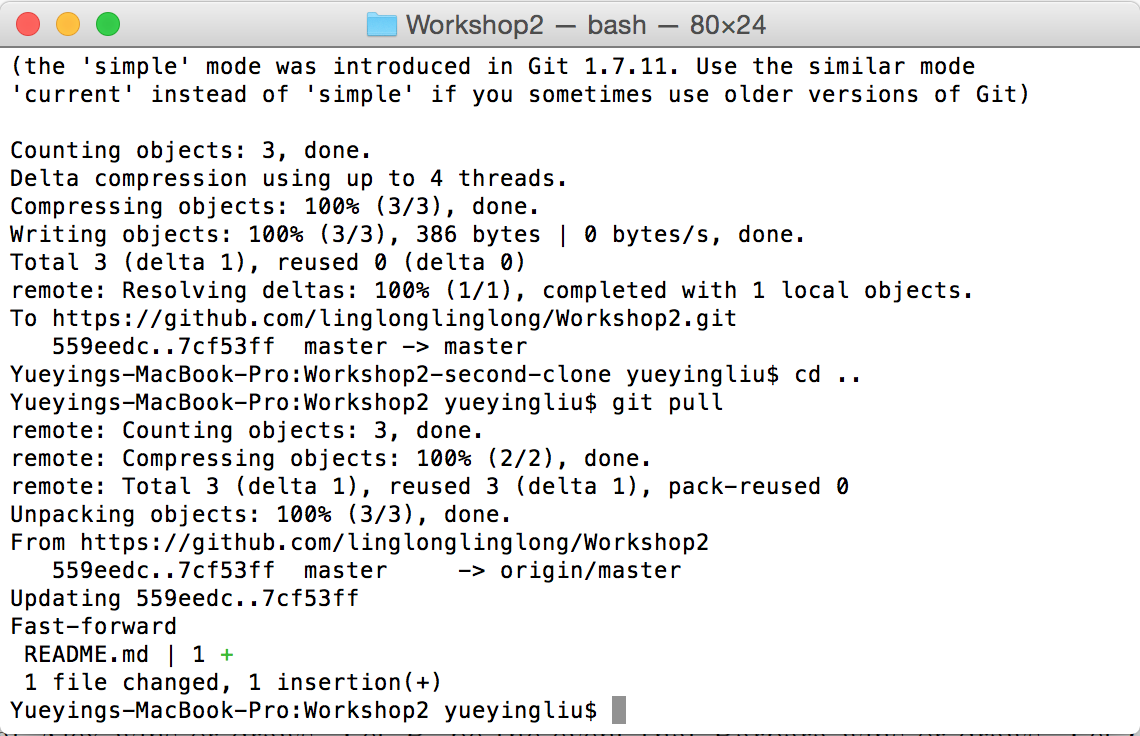 Workshop2 — bash — 80×24
(the 'simple' mode was introduced in Git 1.7.11. Use the similar mode
'current' instead of 'simple' if you sometimes use older versions of Git)
Counting objects: 3, done.
Delta compression using up to 4 threads.
Compressing objects: 100% (3/3), done.
Writing objects: 100% (3/3), 386 bytes | 0 bytes/s, done.
Total 3 (delta 1), reused 0 (delta 0)
remote: Resolving deltas: 100% (1/1), completed with 1 local objects.
To https://github.com/linglonglinglong/Workshop2.git
   559eedc..7cf53ff  master -> master
Yueyings-MacBook-Pro:Workshop2-second-clone yueyingliu$ cd ..
Yueyings-MacBook-Pro:Workshop2 yueyingliu$ git pull
remote: Counting objects: 3, done.
remote: Compressing objects: 100% (2/2), done.
remote: Total 3 (delta 1), reused 3 (delta 1), pack-reused 0
Unpacking objects: 100% (3/3), done.
From https://github.com/linglonglinglong/Workshop2
   559eedc..7cf53ff  master     -> origin/master
Updating 559eedc..7cf53ff
Fast-forward
 README.md | 1 +
 1 file changed, 1 insertion(+)
Yueyings-MacBook-Pro:Workshop2 yueyingliu$